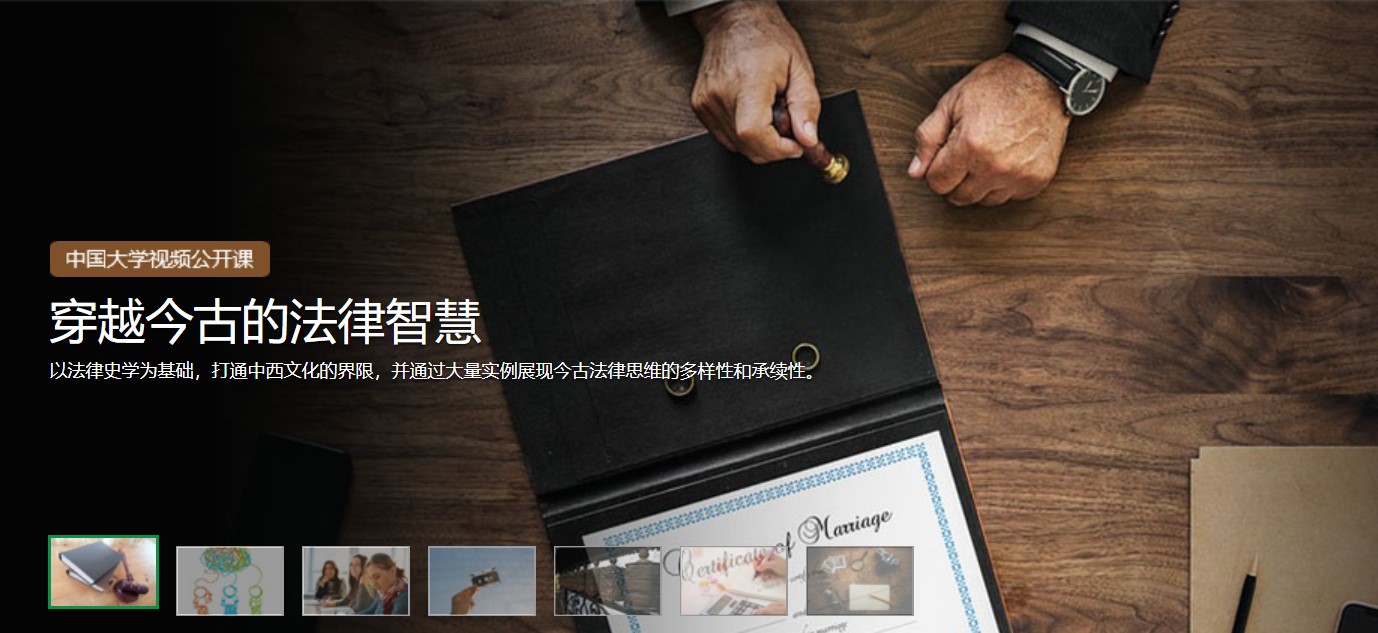 中国大学视频公开课
穿越今古的法律智慧
以法律史学为基础，打通中西文化的界限，并通过大量实例展现今古法律思维的多样性和承续性。
Certificate of Marriage